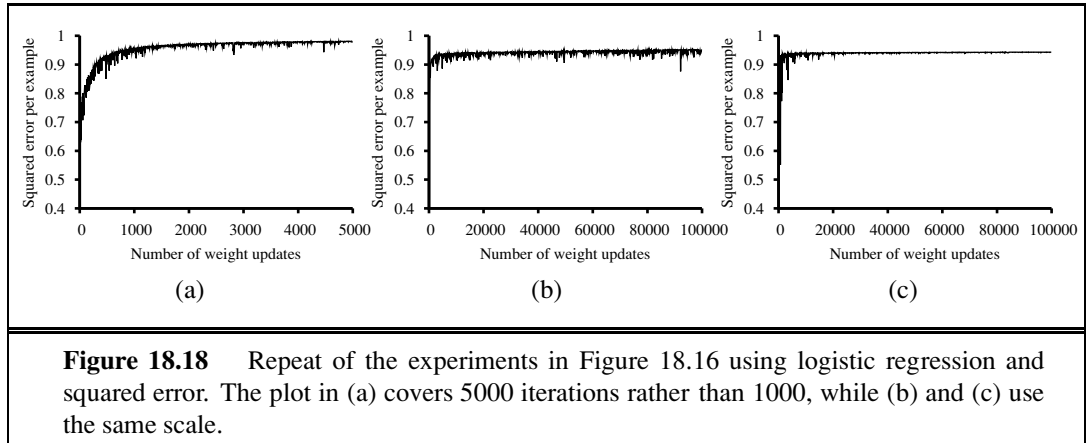 Squared error per example
1
0.9
0.8
0.7
0.6
0.5
0.4
0 1000 2000 3000 4000 5000
Number of weight updates
(a)
Squared error per example
1
0.9
0.8
0.7
0.6
0.5
0.4
0 20000 40000 60000 80000 100000
Number of weight updates
(b)
Squared error per example
1
0.9
0.8
0.7
0.6
0.5
0.4
0 20000 40000 60000 80000 100000
Number of weight updates
(c)
Figure 18.18 Repeat of the experiments in Figure 18.16 using logistic regression and
squared error. The plot in (a) covers 5000 iterations rather than 1000, while (b) and (c) use
the same scale.